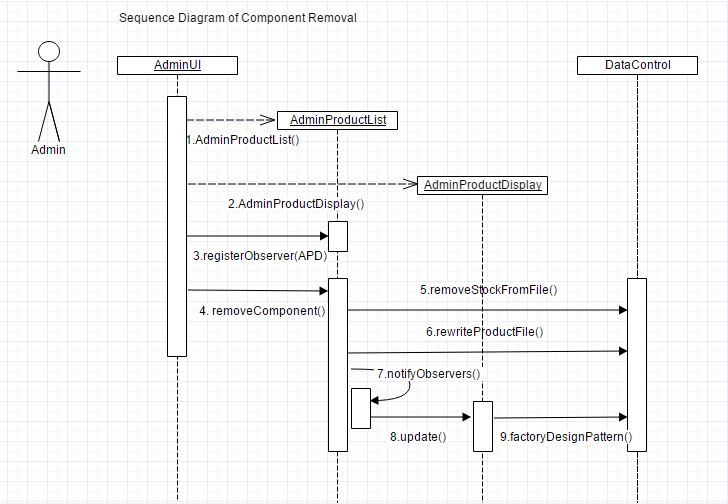 Sequence Diagram of Component Removal
AdminUI
DataControl
AdminProductList
Admin
1.AdminProductList()
AdminProductDisplay
2.AdminProductDisplay()
3.registerObserver(APD)
5.removeStockFromFile()
4. removeComponent()
6.rewriteProductFile()
7.notifyObservers()
8.update()
9.factoryDesignPattern()